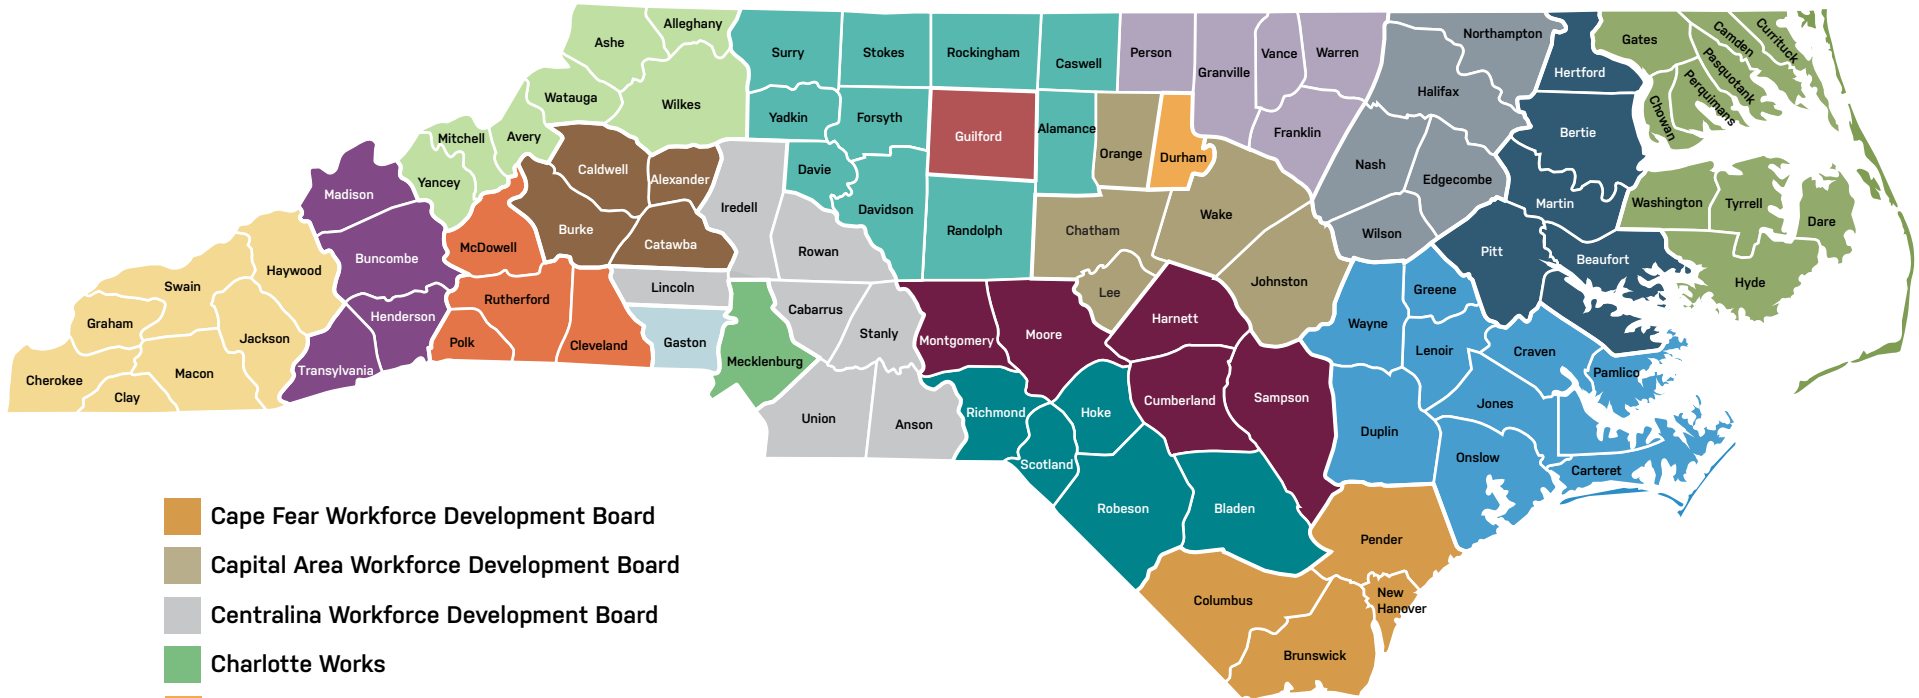 Alleghany
Ashe
Surry
Stokes
Rockingham
Caswell
Person
Granville
Vance
Warren
Northampton
Gates
Camden
Currituck
Pasquotank
Perquimans
Chowan
Hertford
Halifax
Watauga
Wilkes
Yadkin
Forsyth
Guilford
Alamance
Orange
Durham
Franklin
Bertie
Mitchell
Avery
Caldwell
Alexander
Davie
Nash
Edgecombe
Madison
Yancey
Iredell
Davidson
Randolph
Chatham
Wake
Wilson
Martin
Washington
Tyrrell
Dare
McDowell
Burke
Catawba
Rowan
Buncombe
Pitt
Beaufort
Hyde
Haywood
Swain
Lincoln
Lee
Johnston
Greene
Graham
Jackson
Henderson
Rutherford
Cabarrus
Stanly
Montgomery
Moore
Harnett
Wayne
Lenoir
Craven
Pamlico
Polk
Cleveland
Gaston
Mecklenburg
Cherokee
Clay
Macon
Transylvania
Union
Anson
Richmond
Hoke
Cumberland
Sampson
Duplin
Jones
Onslow
Carteret
Scotland
Robeson
Bladen
Pender
Columbus
New
Hanover
Brunswick
Cape Fear Workforce Development Board
Capital Area Workforce Development Board
Centralina Workforce Development Board
Charlotte Works